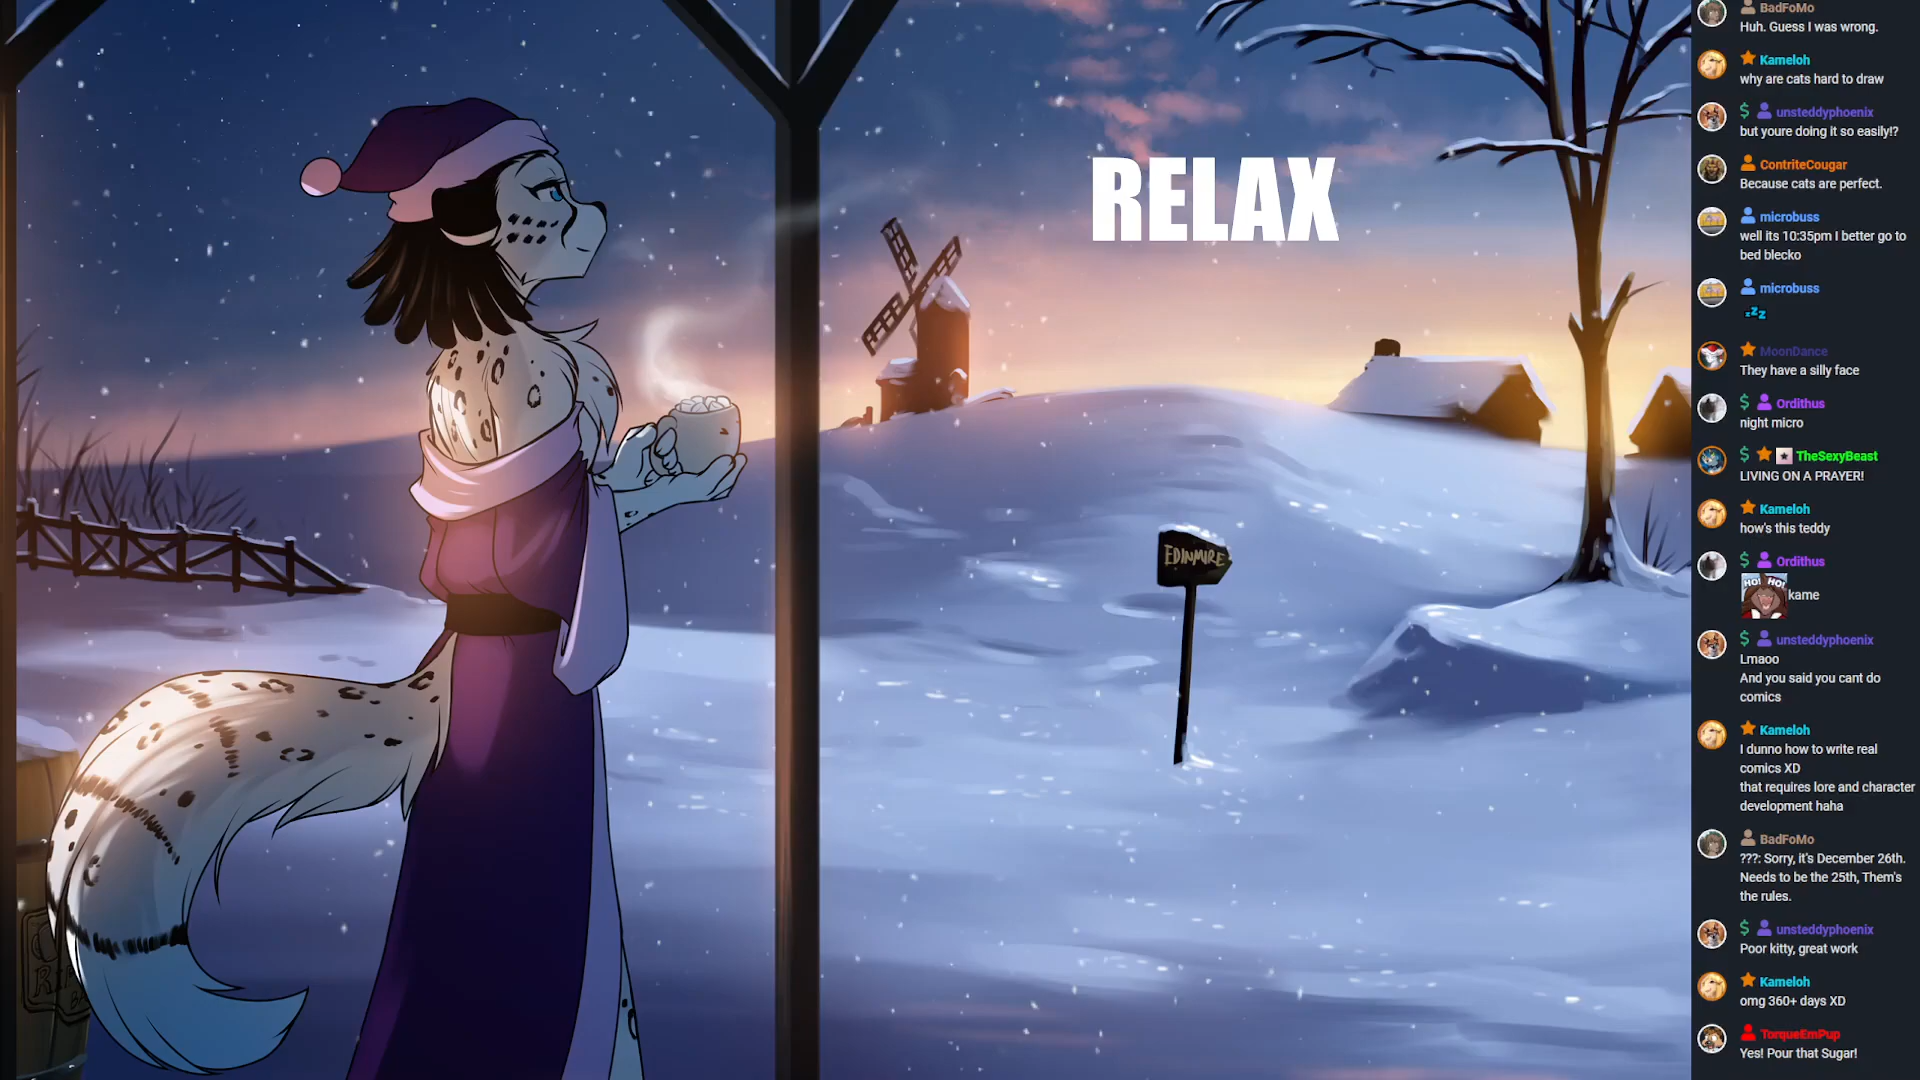 RELAX
EDINMIRE
BadFoMo
Huh. Guess I was wrong.
Kameloh
why are cats hard to draw
unsteddyphoenix
but youre doing it so easily!?
ContriteCougar
Because cats are perfect.
microbuss
well its 10:35pm I better go to
bed blecko
microbuss
zzz
MoonDance
They have a silly face
Ordithus
night micro
TheSexyBeast
LIVING ON A PRAYER!
Kameloh
how's this teddy
Ordithus
HO! HO!
kame
unsteddyphoenix
Lmaoo
And you said you cant do
comics
Kameloh
I dunno how to write real
comics XD
that requires lore and character
development haha
BadFoMo
???: Sorry, it's December 26th.
Needs to be the 25th, Them's
the rules.
unsteddyphoenix
Poor kitty, great work
Kameloh
omg 360+ days XD
TorqueEmPup
Yes! Pour that Sugar!